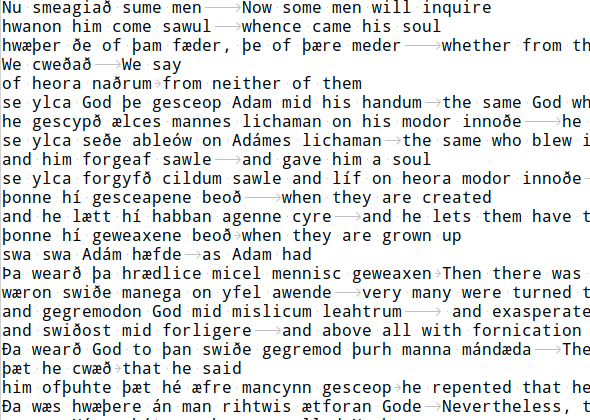 Nu smeagiað sume men→Now some men will inquire
hwanon him come sawul→whence came his soul
hwæþer ðe of þam fæder, þe of þære meder→whether from th
We cweðað→We say
of heora naðrum→from neither of them
se ylca God þe gesceop Adam mid his handum→the same God wh
he gescypð ælces mannes lichaman on his modor innoðe→he
se ylca seðe ableów on Adámes lichaman→the same who blew i
and him forgeaf sawle→and gave him a soul
se ylca forgyfð cildum sawle and líf on heora modor innoðe
þonne hí gesceapene beoð→when they are created
and he lætt hí habban agenne cyre→and he lets them have t
þonne hí geweaxene beoð→when they are grown up
swa swa Adám hæfde→as Adam had
Þa wearð þa hrædlice micel mennisc geweaxen→Then there was
wæron swiðe manega on yfel awende→very many were turned t
and gegremodon God mid mislicum leahtrum→ and exasperate
and swiðost mid forligere→and above all with fornication
Ða wearð God to þan swiðe gegremod þurh manna mándæda→The
þæt he cwæð→that he said
him ofþuhte þæt hé æfre mancynn gesceop→he repented that he
Ða wæs hwæþere án man rihtwis ætforan Gode→Nevertheless, t